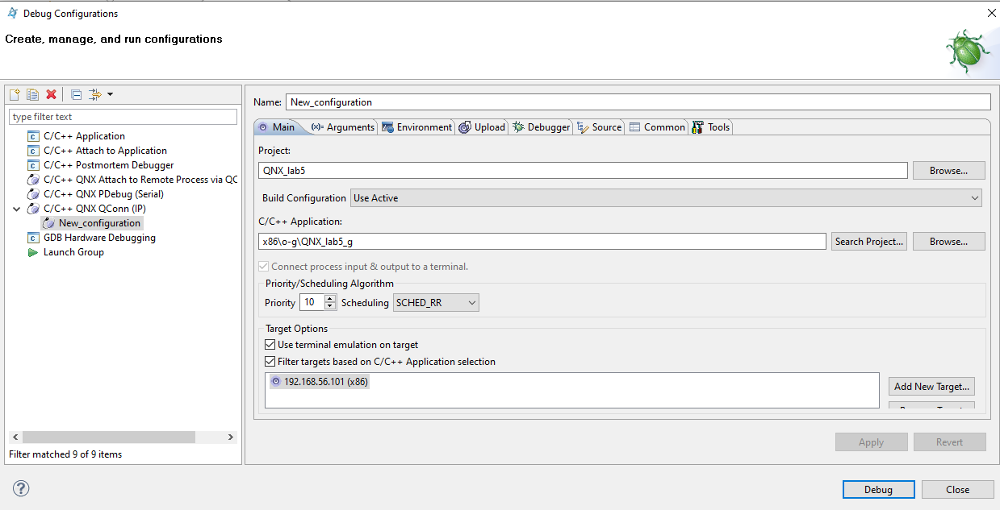 Debug Configurations
Create, manage, and run configurations
type filter text
C/C++ Application
C/C++ Attach to Application
C/C++ Postmortem Debugger
C/C++ QNX Attach to Remote Process via QC
C/C++ QNX PDebug (Serial)
C/C++ QNX QConn (IP)
New_configuration
GDB Hardware Debugging
Launch Group
Filter matched 9 of 9 items
Name: New_configuration
Main (x)= Arguments Environment Upload Debugger Source Common Tools
Project:
QNX_lab5 Browse...
Build Configuration Use Active
C/C++ Application:
x86\o-g\QNX_lab5_g Search Project... Browse...
Connect process input & output to a terminal.
Priority/Scheduling Algorithm
Priority 10 Scheduling SCHED_RR
Target Options
Use terminal emulation on target
Filter targets based on C/C++ Application selection
192.168.56.101 (x86)
Add New Target...
Apply Revert
? Debug Close